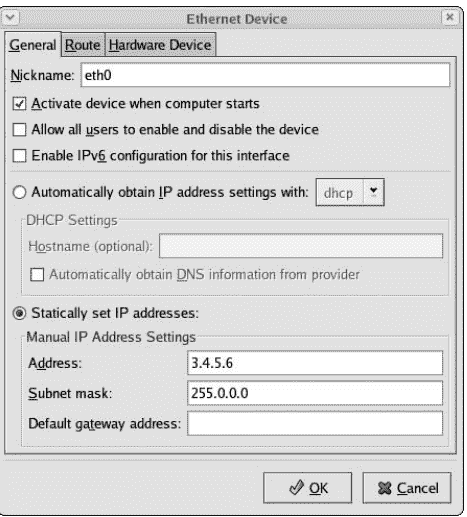 Ethernet Device
General Route Hardware Device
Nickname: eth0
Activate device when computer starts
Allow all users to enable and disable the device
Enable IPv6 configuration for this interface
Automatically obtain IP address settings with: dhcp
DHCP Settings
Hostname (optional):
Automatically obtain DNS information from provider
Statically set IP addresses:
Manual IP Address Settings
Address: 3.4.5.6
Subnet mask: 255.0.0.0
Default gateway address:
OK Cancel